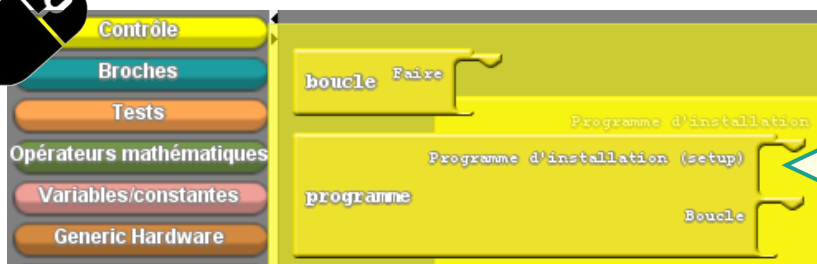 Contrôle
Broches
Tests
Opérateurs mathématiques
Variables/constantes
Generic Hardware
boucle Faire
Programme d'installation
Programme d'installation (setup)
programme
Boucle